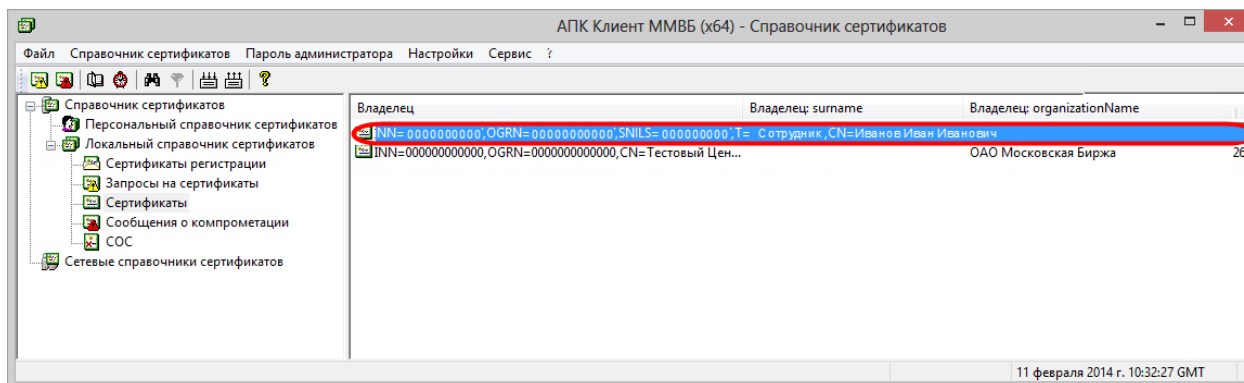 АПК Клиент ММВБ (x64) - Справочник сертификатов
Файл Справочник сертификатов Пароль администратора Настройки Сервис ?
Справочник сертификатов
Персональный справочник сертификатов
Локальный справочник сертификатов
Сертификаты регистрации
Запросы на сертификаты
Сертификаты
Сообщения о компрометации
СОС
Сетевые справочники сертификатов
Владелец Владелец: surname Владелец: organizationName
INN= 0000000000',OGRN= 00000000000',SNILS= 000000000',T= Сотрудник ,CN=Иванов Иван Иванович
INN=000000000000,OGRN=0000000000000,CN=Тестовый Цен... ОАО Московская Биржа 26
11 февраля 2014 г. 10:32:27 GMT